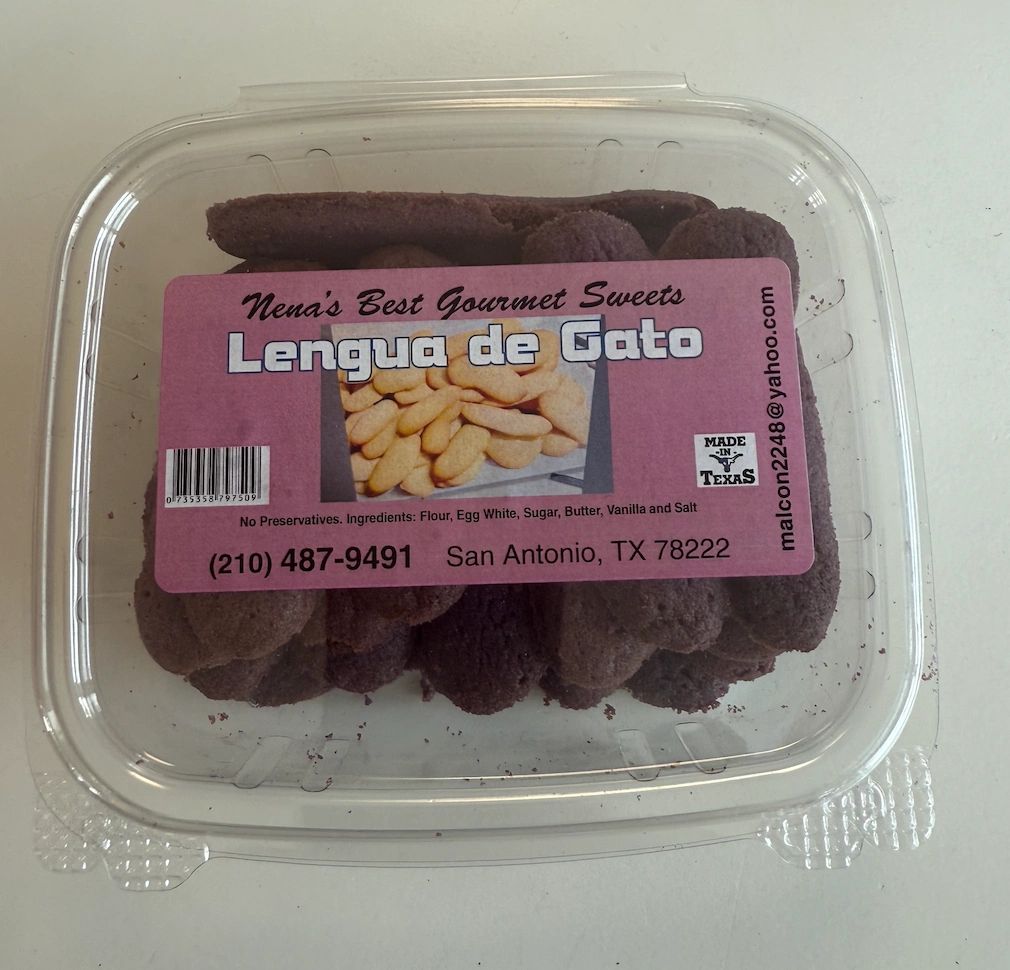 Nena's Best Gourmet Sweets
Lengua de Gato
malcon2248@yahoo.com
MADE
-IN-
TEXAS
0 735358 797509
No Preservatives. Ingredients: Flour, Egg White, Sugar, Butter, Vanilla and Salt
(210) 487-9491 San Antonio, TX 78222